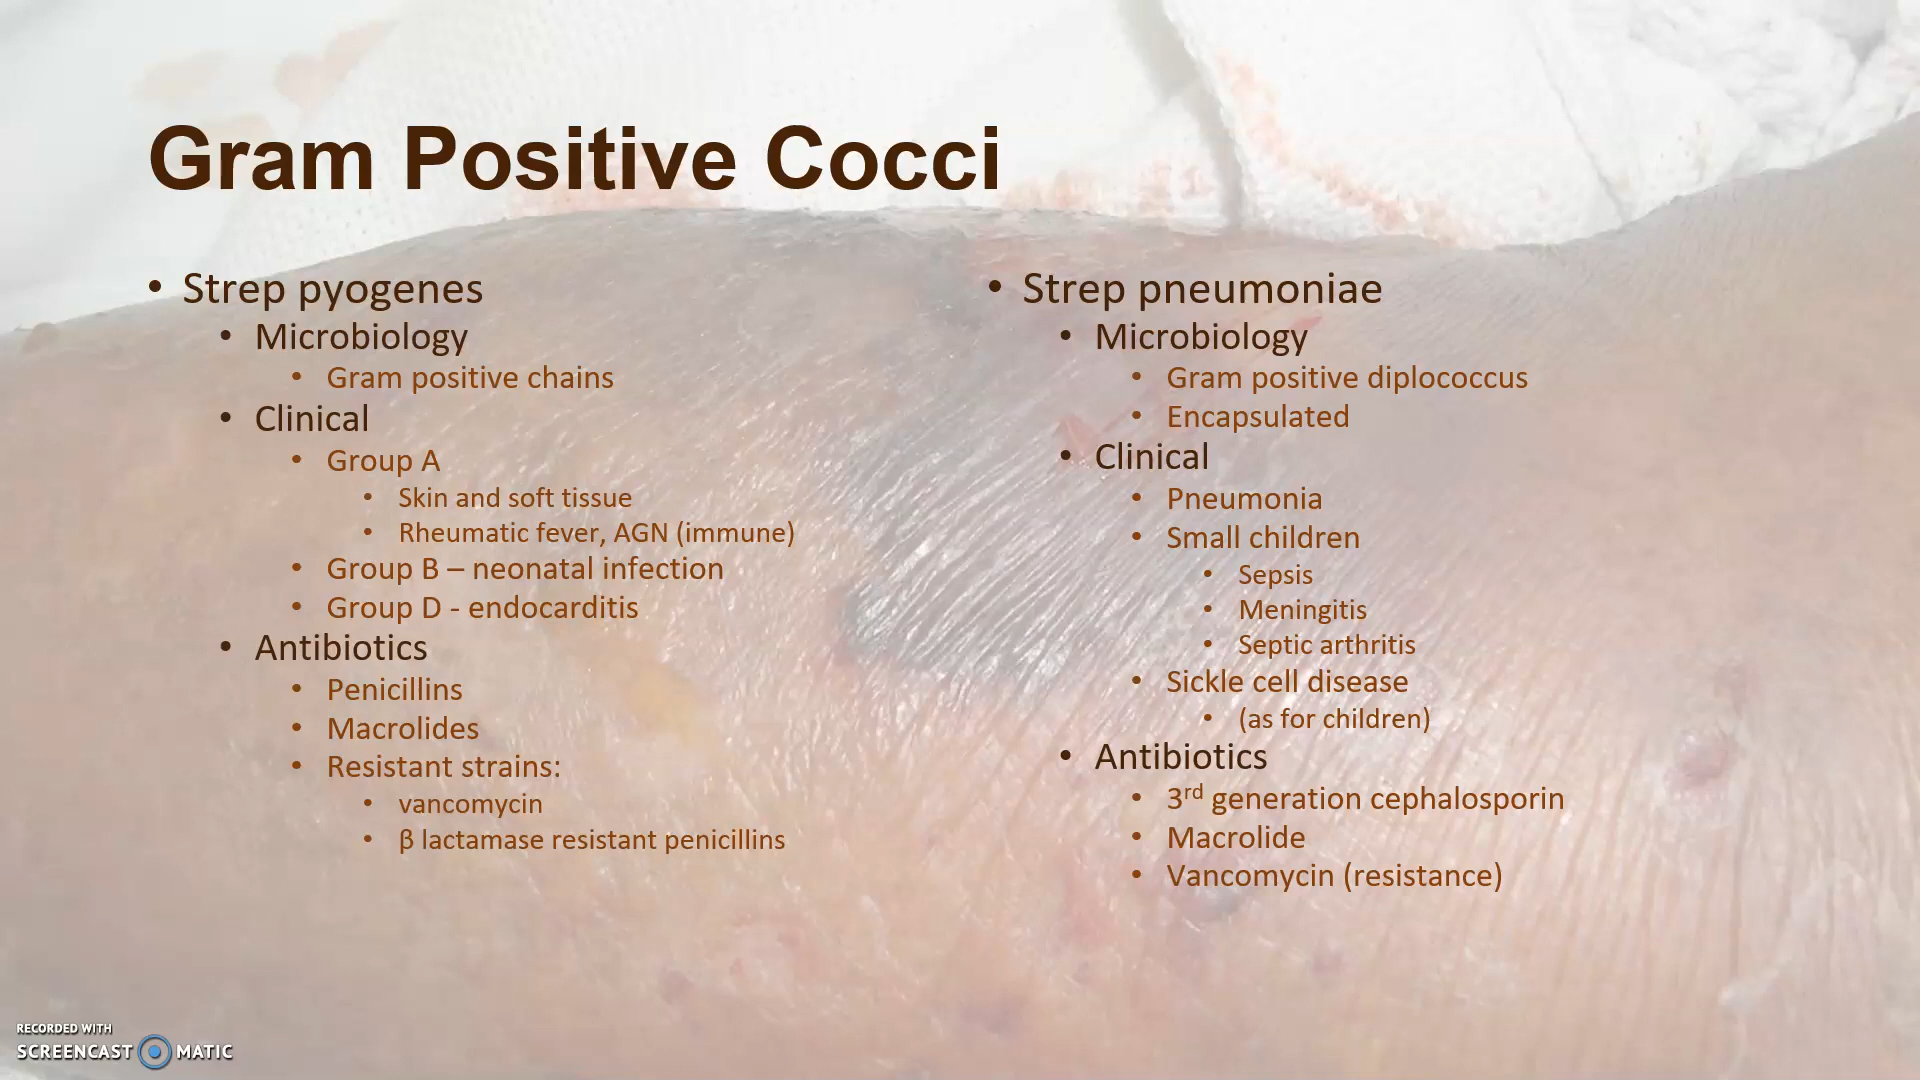 Gram Positive Cocci
• Strep pyogenes
• Microbiology
• Gram positive chains
• Clinical
• Group A
• Skin and soft tissue
• Rheumatic fever, AGN (immune)
• Group B – neonatal infection
• Group D - endocarditis
• Antibiotics
• Penicillins
• Macrolides
• Resistant strains:
• vancomycin
• β lactamase resistant penicillins
• Strep pneumoniae
• Microbiology
• Gram positive diplococcus
• Encapsulated
• Clinical
• Pneumonia
• Small children
• Sepsis
• Meningitis
• Septic arthritis
• Sickle cell disease
• (as for children)
• Antibiotics
• 3rd generation cephalosporin
• Macrolide
• Vancomycin (resistance)
RECORDED WITH
SCREENCAST MATIC